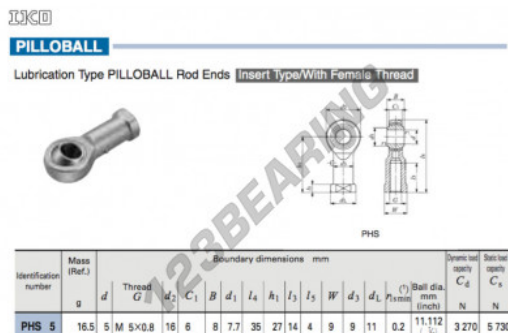 IKO
PILLOBALL
Lubrication Type PILLOBALL Rod Ends Insert Type/With Female Thread
123BEARING
PHS
Identification number Mass (Ref.) g Boundary dimensions mm Dynamic load capacity Cd N Static load capacity Cs N
d Thread G d2 C1 B d1 l4 h1 l3 l5 W d3 dL r1s min (1) Ball dia. mm (inch)
PHS 5 16.5 5 M 5×0.8 16 6 8 7.7 35 27 14 4 9 9 11 0.2 11.112 3 270 5 730